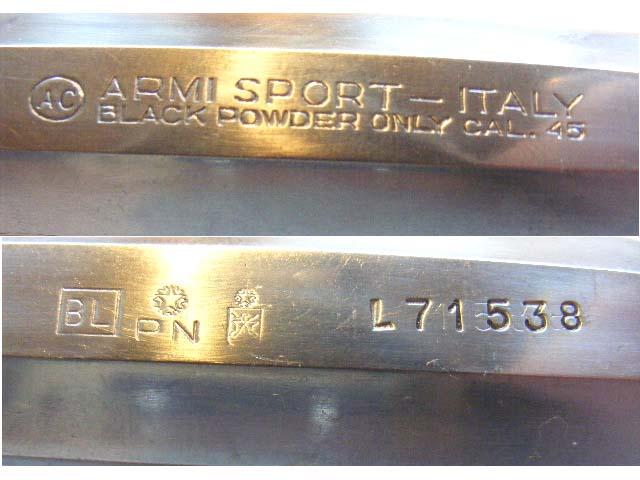 AC ARMI SPORT — ITALY
BLACK POWDER ONLY CAL. 45
BL PN L71538